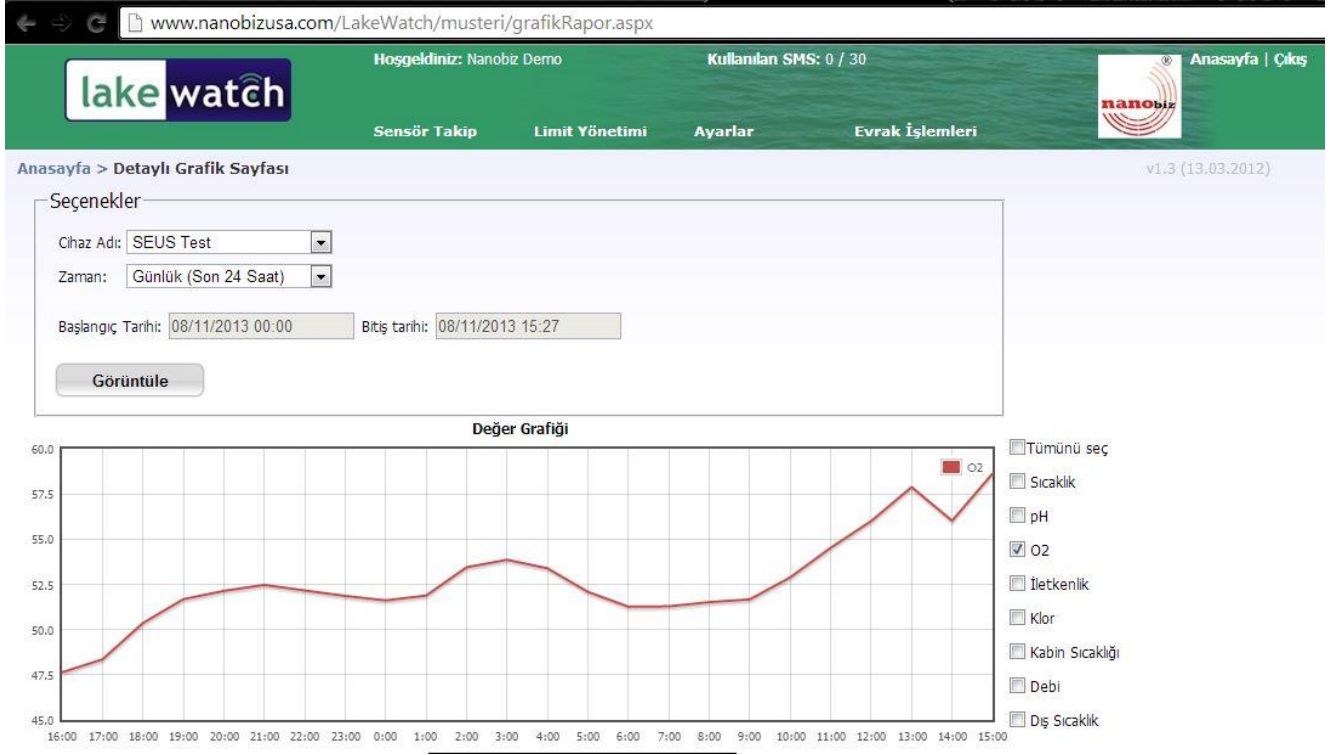 www.nanobizusa.com/LakeWatch/musteri/grafikRapor.aspx
lake watch
Hoşgeldiniz: Nanobiz Demo
Kullanılan SMS: 0 / 30
nanobiz ®
Anasayfa | Çıkış
Sensör Takip Limit Yönetimi Ayarlar Evrak İşlemleri
Anasayfa > Detaylı Grafik Sayfası
v1.3 (13.03.2012)
Seçenekler
Cihaz Adı: SEUS Test
Zaman: Günlük (Son 24 Saat)
Başlangıç Tarihi: 08/11/2013 00:00 Bitiş tarihi: 08/11/2013 15:27
Görüntüle
Değer Grafiği
60.0
57.5
55.0
52.5
50.0
47.5
45.0
O2
16:00 17:00 18:00 19:00 20:00 21:00 22:00 23:00 0:00 1:00 2:00 3:00 4:00 5:00 6:00 7:00 8:00 9:00 10:00 11:00 12:00 13:00 14:00 15:00
Tümünü seç
Sıcaklık
pH
O2
İletkenlik
Klor
Kabin Sıcaklığı
Debi
Dış Sıcaklık